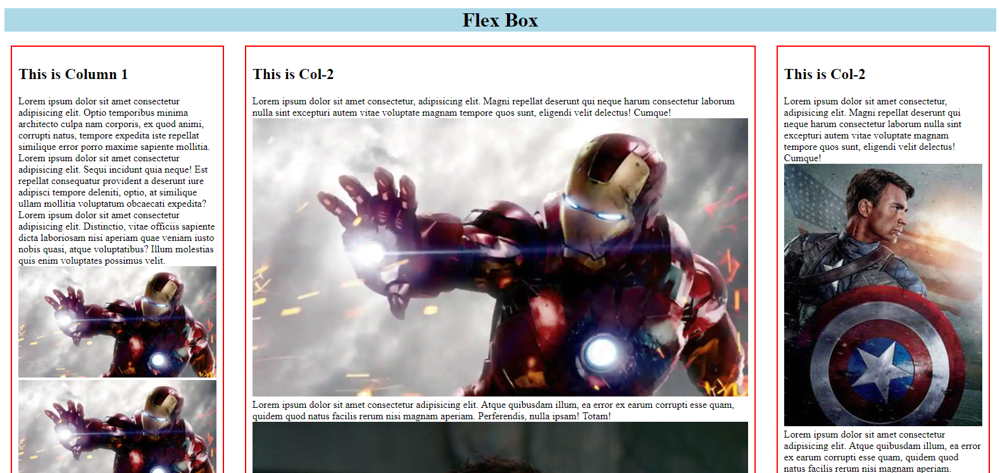 Flex Box
This is Column 1
Lorem ipsum dolor sit amet consectetur
adipisicing elit. Optio temporibus minima
architecto culpa nam corporis, ex quod animi,
corrupti natus, tempore expedita iste repellat
similique error porro maxime sapiente mollitia.
Lorem ipsum dolor sit amet consectetur
adipisicing elit. Sequi incidunt quia neque! Est
repellat consequatur provident a deserunt iure
adipisci tempore deleniti, optio, at similique
ullam mollitia voluptatum obcaecati expedita?
Lorem ipsum dolor sit amet consectetur
adipisicing elit. Distinctio, vitae officiis sapiente
dicta laboriosam nisi aperiam quae veniam iusto
nobis quasi, atque voluptatibus? Illum molestias
quis enim voluptates possimus velit.
This is Col-2
Lorem ipsum dolor sit amet consectetur, adipisicing elit. Magni repellat deserunt qui neque harum consectetur laborum
nulla sint excepturi autem vitae voluptate magnam tempore quos sunt, eligendi velit delectus! Cumque!
Lorem ipsum dolor sit amet consectetur adipisicing elit. Atque quibusdam illum, ea error ex earum corrupti esse quam,
quidem quod natus facilis rerum nisi magnam aperiam. Perferendis, nulla ipsam! Totam!
This is Col-2
Lorem ipsum dolor sit amet consectetur,
adipisicing elit. Magni repellat deserunt qui
neque harum consectetur laborum nulla sint
excepturi autem vitae voluptate magnam
tempore quos sunt, eligendi velit delectus!
Cumque!
Lorem ipsum dolor sit amet consectetur
adipisicing elit. Atque quibusdam illum, ea error
ex earum corrupti esse quam, quidem quod
natus facilis rerum nisi magnam aperiam.